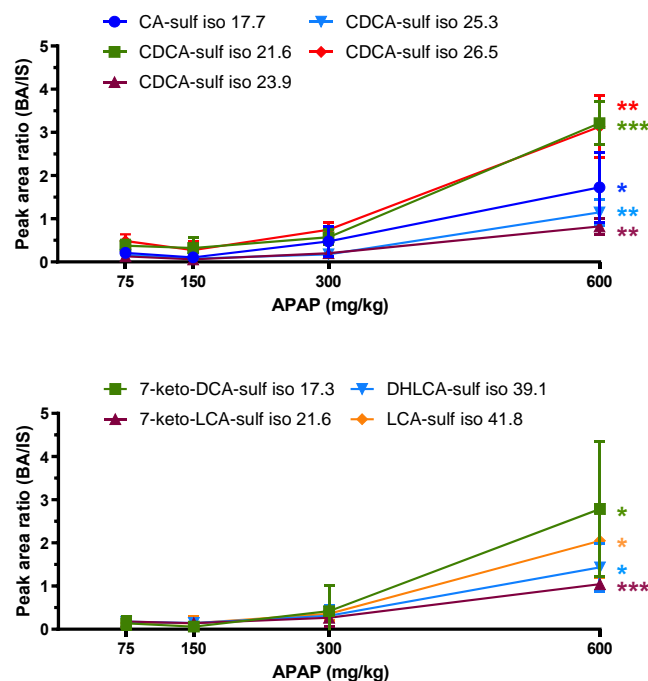 CA-sulf iso 17.7 CDCA-sulf iso 25.3
CDCA-sulf iso 21.6 CDCA-sulf iso 26.5
CDCA-sulf iso 23.9
Peak area ratio (BA/IS)
5
4
3
2
1
0
**
***
*
**
**
75 150 300 600
APAP (mg/kg)
7-keto-DCA-sulf iso 17.3 DHLCA-sulf iso 39.1
7-keto-LCA-sulf iso 21.6 LCA-sulf iso 41.8
Peak area ratio (BA/IS)
5
4
3
2
1
0
*
*
*
***
75 150 300 600
APAP (mg/kg)